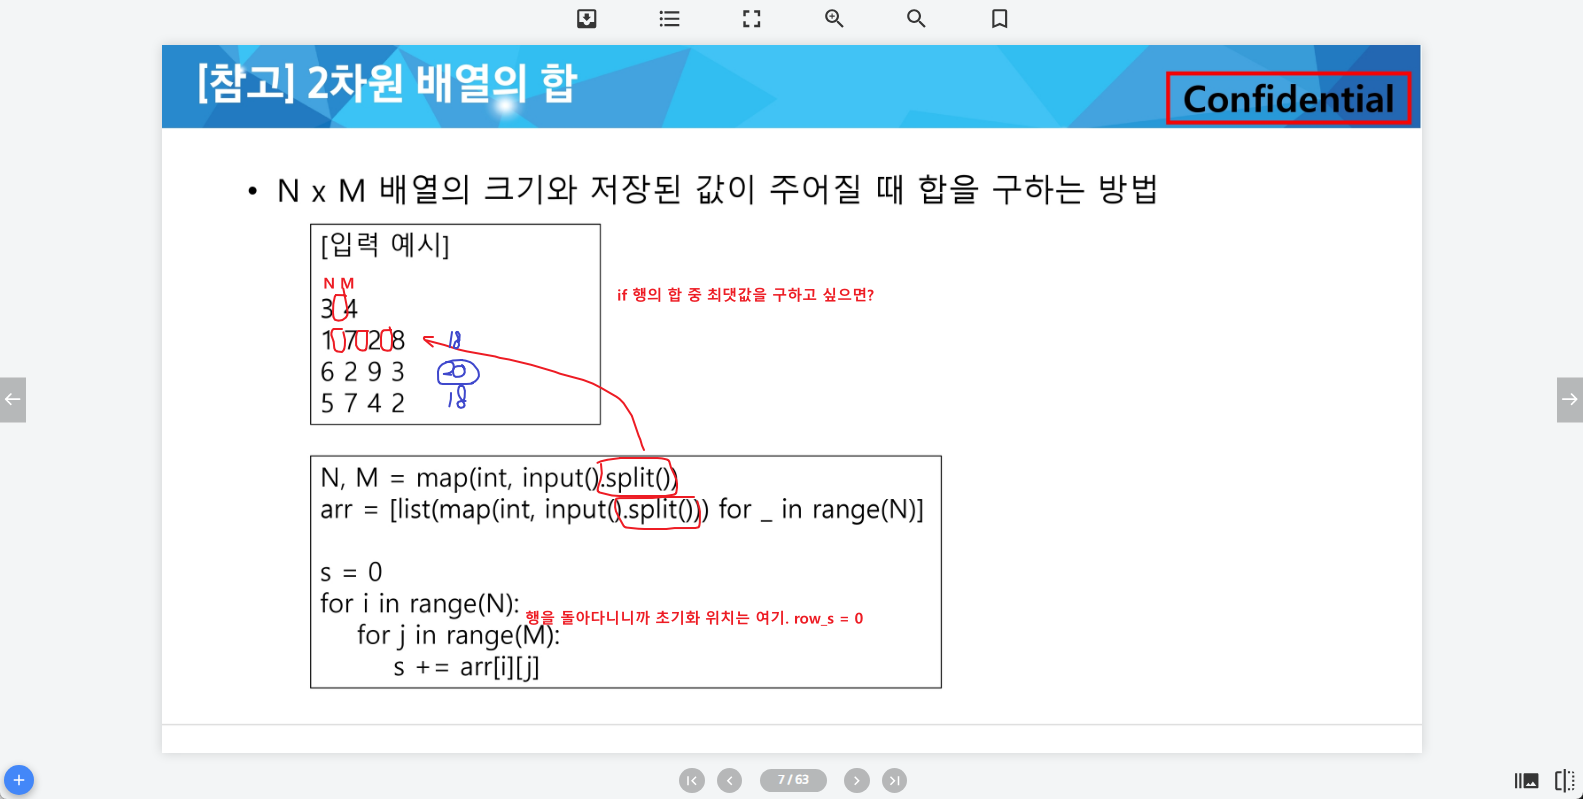 [참고] 2차원 배열의 합
Confidential
• N x M 배열의 크기와 저장된 값이 주어질 때 합을 구하는 방법
[입력 예시]
N M
3 4
if 행의 합 중 최댓값을 구하고 싶으면?
1 7 2 8 18
6 2 9 3 20
5 7 4 2 18
N, M = map(int, input().split())
arr = [list(map(int, input().split())) for _ in range(N)]
s = 0
for i in range(N):
행을 돌아다니니까 초기화 위치는 여기. row_s = 0
for j in range(M):
s += arr[i][j]
7 / 63